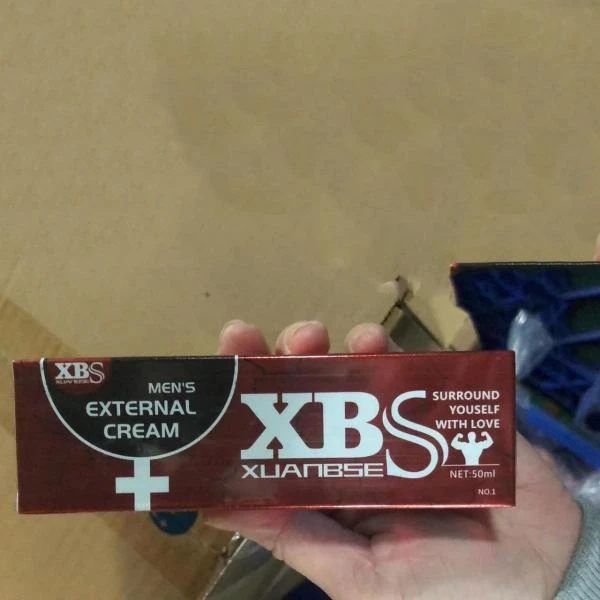 XBS
XUANBSE
MEN'S
EXTERNAL
CREAM
XBS
XUANBSE
SURROUND
YOUSELF
WITH LOVE
NET:50ml
NO.1